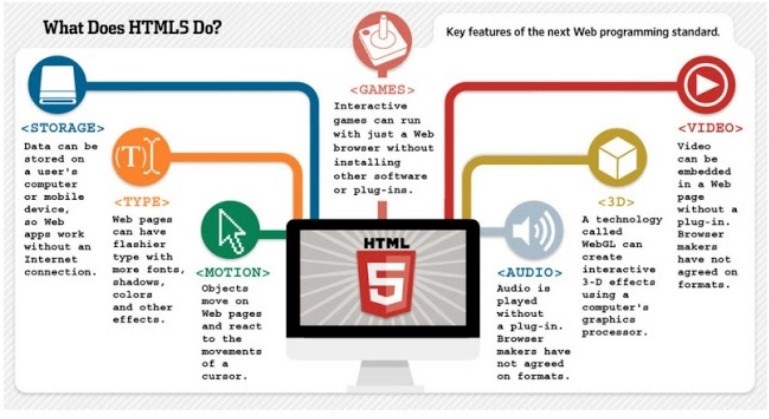 What Does HTML5 Do?
Key features of the next Web programming standard.
<STORAGE>
Data can be
stored on
a user's
computer
or mobile
device,
so Web
apps work
without an
Internet
connection.
(T)
<TYPE>
Web pages
can have
flashier
type with
more fonts,
shadows,
colors
and other
effects.
<MOTION>
Objects
move on
Web pages
and react
to the
movements
of a
cursor.
<GAMES>
Interactive
games can run
with just a Web
browser without
installing
other software
or plug-ins.
HTML
5
<AUDIO>
Audio is
played
without
a plug-in.
Browser
makers have
not agreed
on formats.
<3D>
A technology
called
WebGL can
create
interactive
3-D effects
using a
computer's
graphics
processor.
<VIDEO>
Video
can be
embedded
in a Web
page
without a
plug-in.
Browser
makers
have not
agreed on
formats.